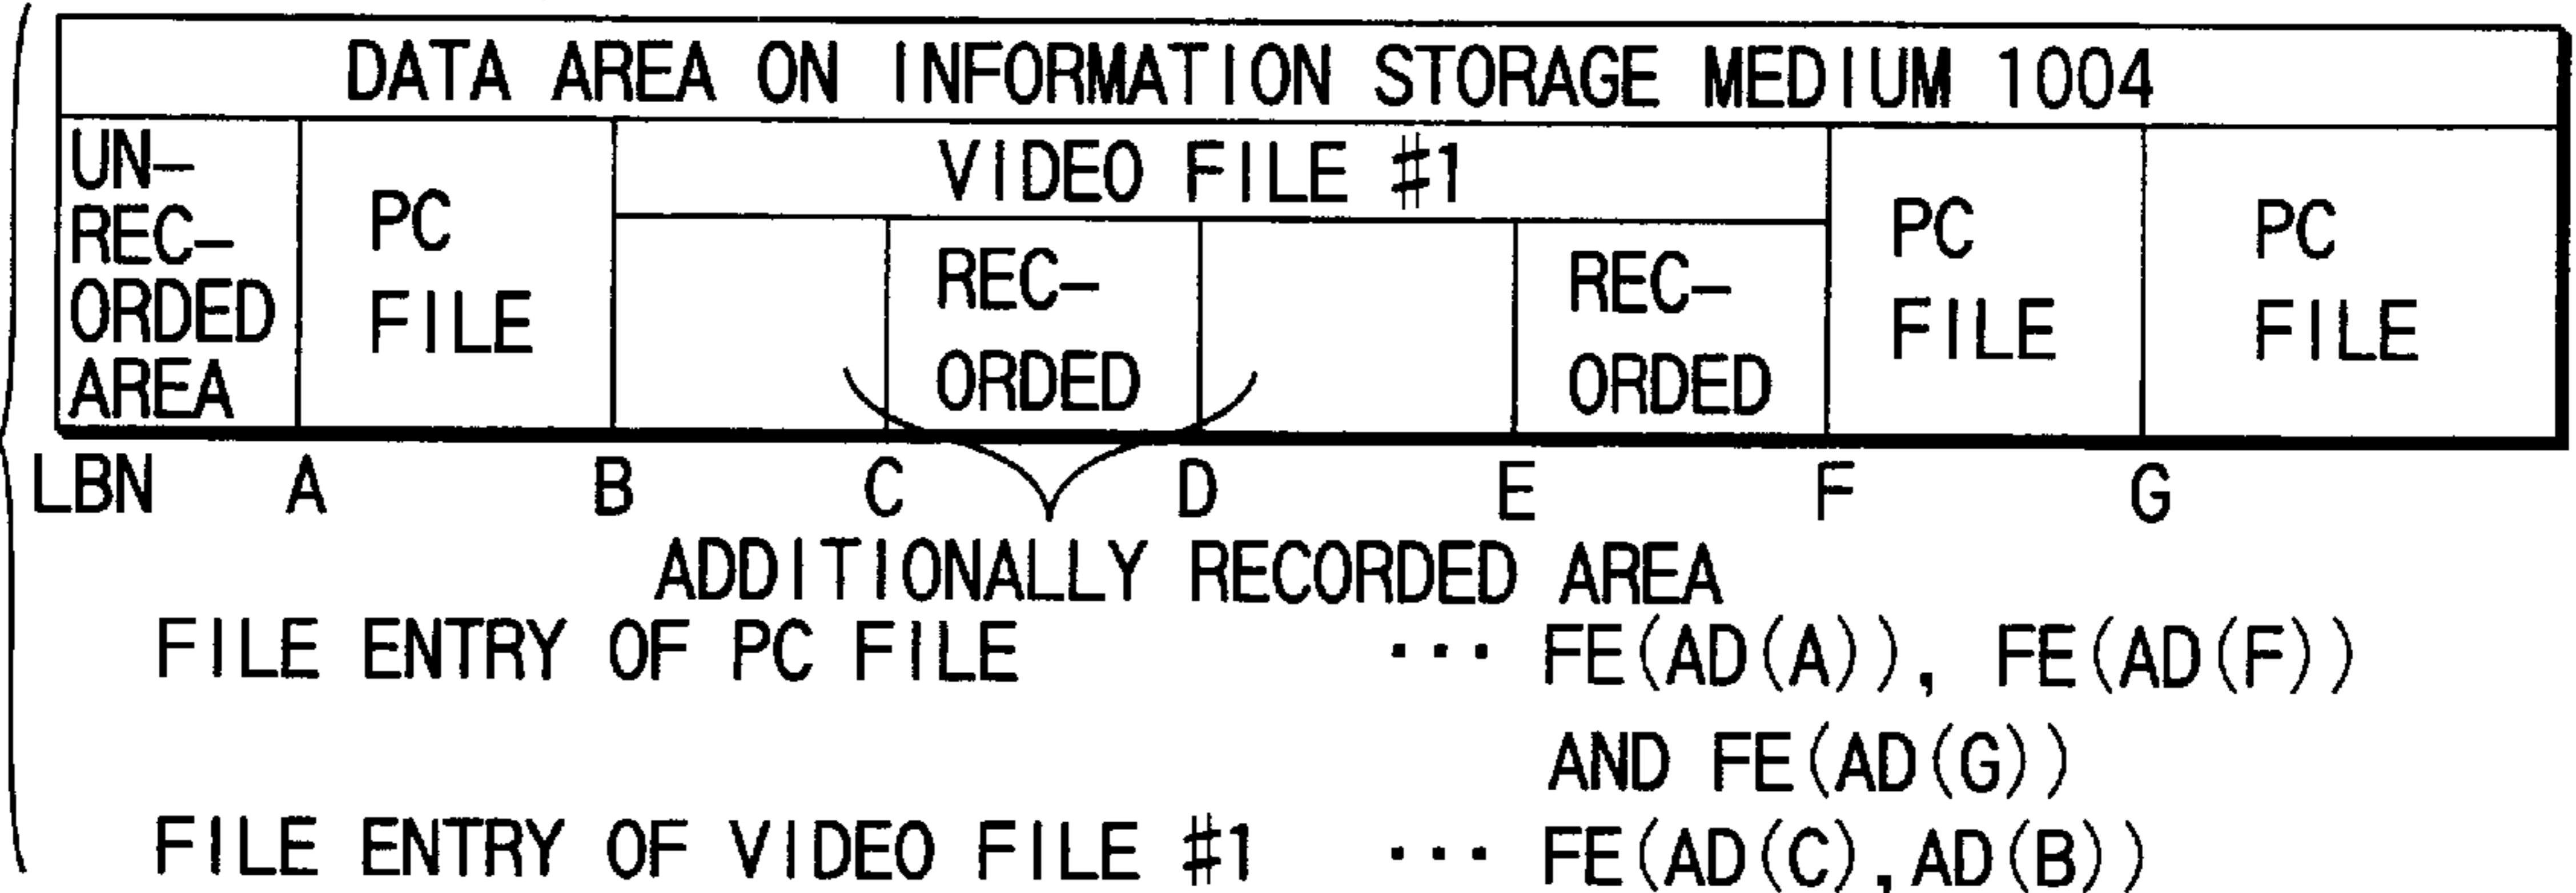 DATA AREA ON INFORMATION STORAGE MEDIUM 1004
UN-
REC-
ORDED
AREA
PC
FILE
VIDEO FILE #1
REC-
ORDED
REC-
ORDED
PC
FILE
PC
FILE
LBN A B C D E F G
ADDITIONALLY RECORDED AREA
FILE ENTRY OF PC FILE ··· FE(AD(A)), FE(AD(F))
AND FE(AD(G))
FILE ENTRY OF VIDEO FILE #1 ··· FE(AD(C),AD(B))